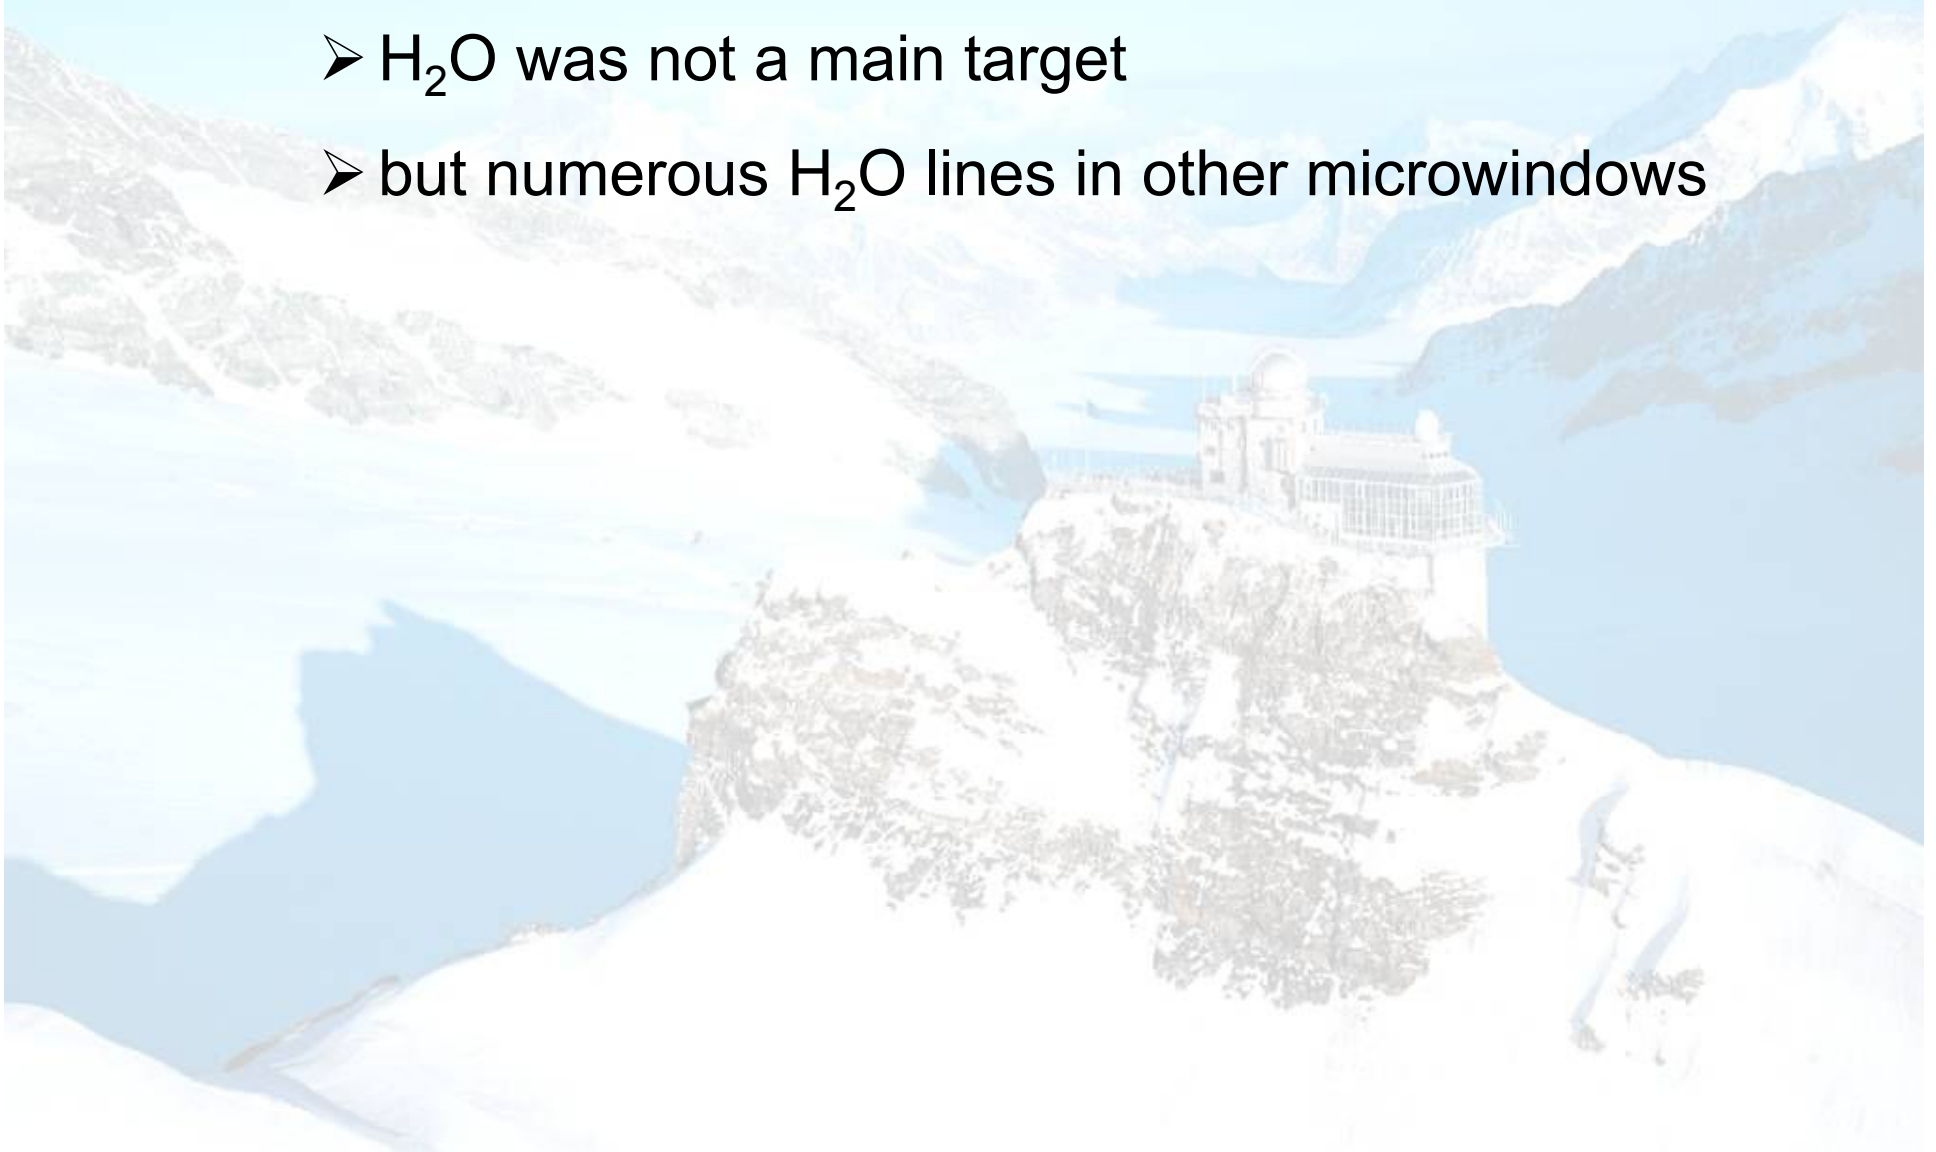 ➢ H₂O was not a main target
➢ but numerous H₂O lines in other microwindows